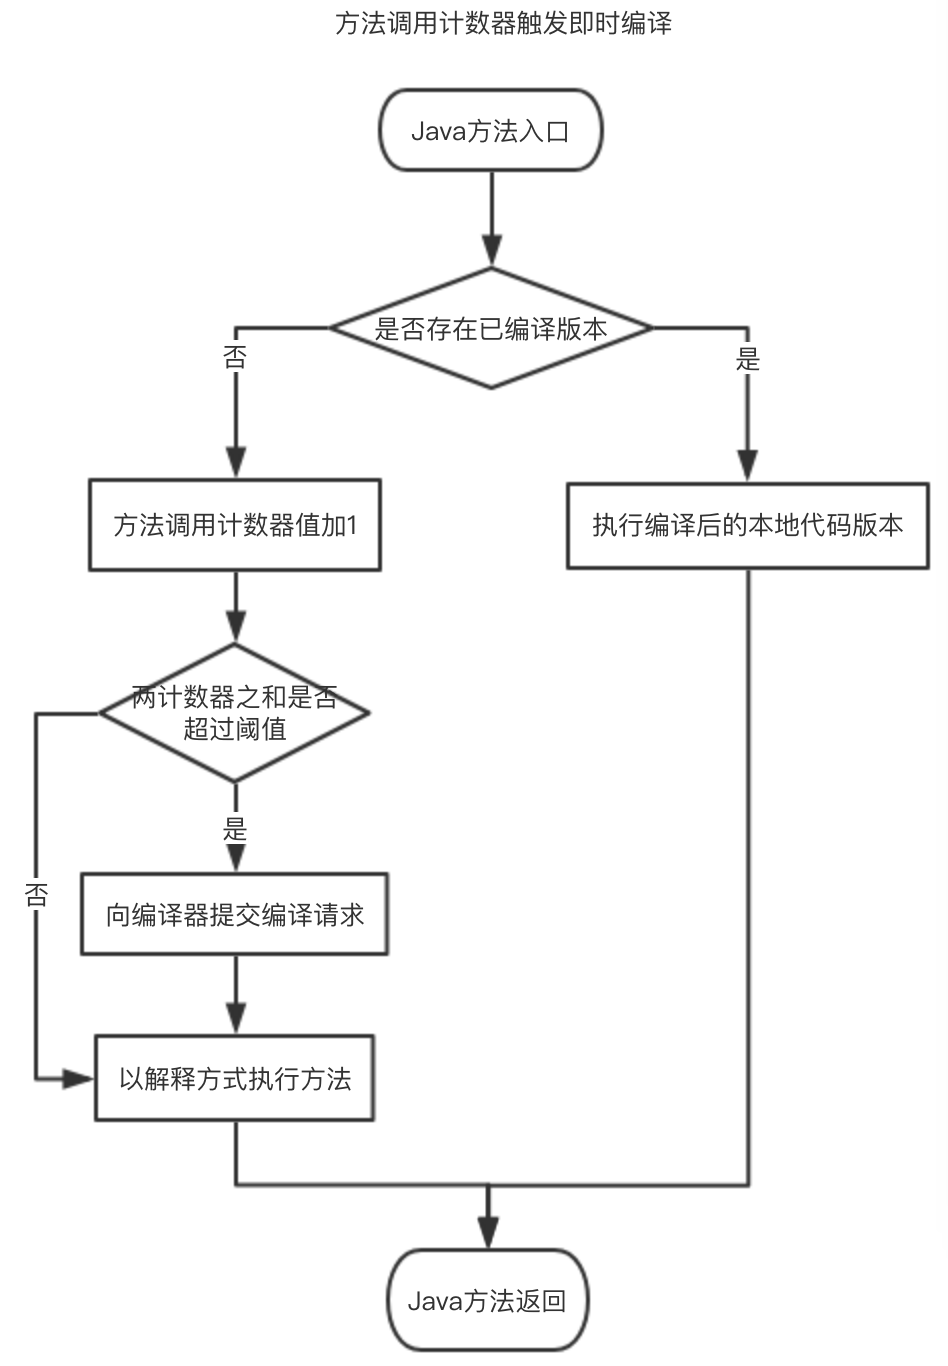 方法调用计数器触发即时编译
Java方法入口
是否存在已编译版本
否
是
方法调用计数器值加1
执行编译后的本地代码版本
两计数器之和是否
超过阈值
是
否
向编译器提交编译请求
以解释方式执行方法
Java方法返回